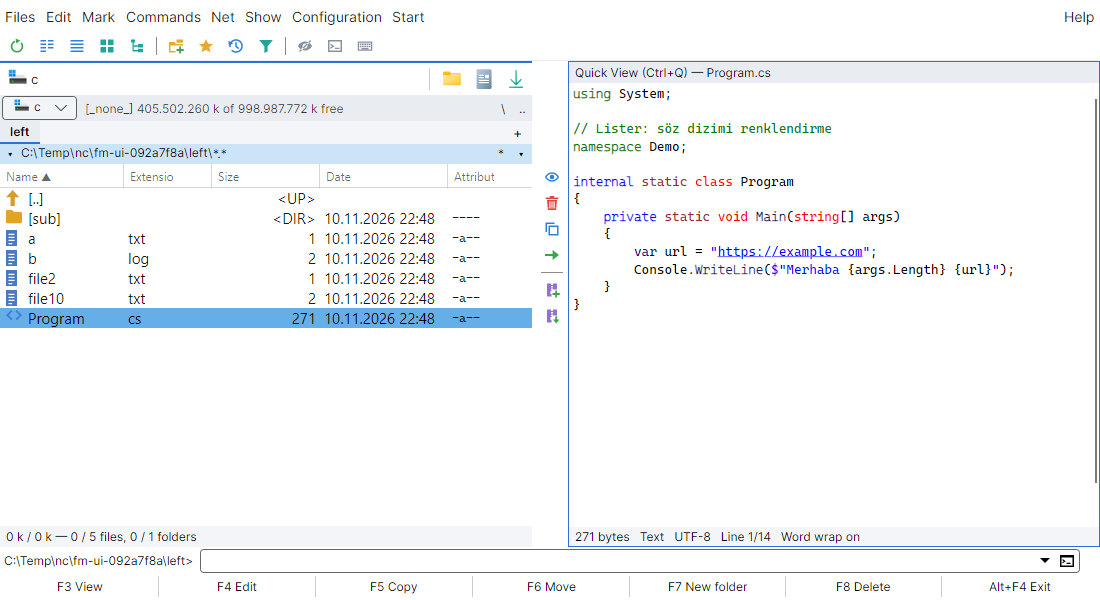 Files Edit Mark Commands Net Show Configuration Start Help
c
c [_none_] 405.502.260 k of 998.987.772 k free \ ..
left +
C:\Temp\nc\fm-ui-092a7f8a\left\*.* *
Name Extensio Size Date Attribut
[..] <UP>
[sub] <DIR> 10.11.2026 22:48 ----
a txt 1 10.11.2026 22:48 -a--
b log 2 10.11.2026 22:48 -a--
file2 txt 1 10.11.2026 22:48 -a--
file10 txt 2 10.11.2026 22:48 -a--
Program cs 271 10.11.2026 22:48 -a--
0 k / 0 k — 0 / 5 files, 0 / 1 folders
Quick View (Ctrl+Q) — Program.cs
using System;
// Lister: söz dizimi renklendirme
namespace Demo;
internal static class Program
{
    private static void Main(string[] args)
    {
        var url = "https://example.com";
        Console.WriteLine($"Merhaba {args.Length} {url}");
    }
}
271 bytes Text UTF-8 Line 1/14 Word wrap on
C:\Temp\nc\fm-ui-092a7f8a\left>
F3 View F4 Edit F5 Copy F6 Move F7 New folder F8 Delete Alt+F4 Exit